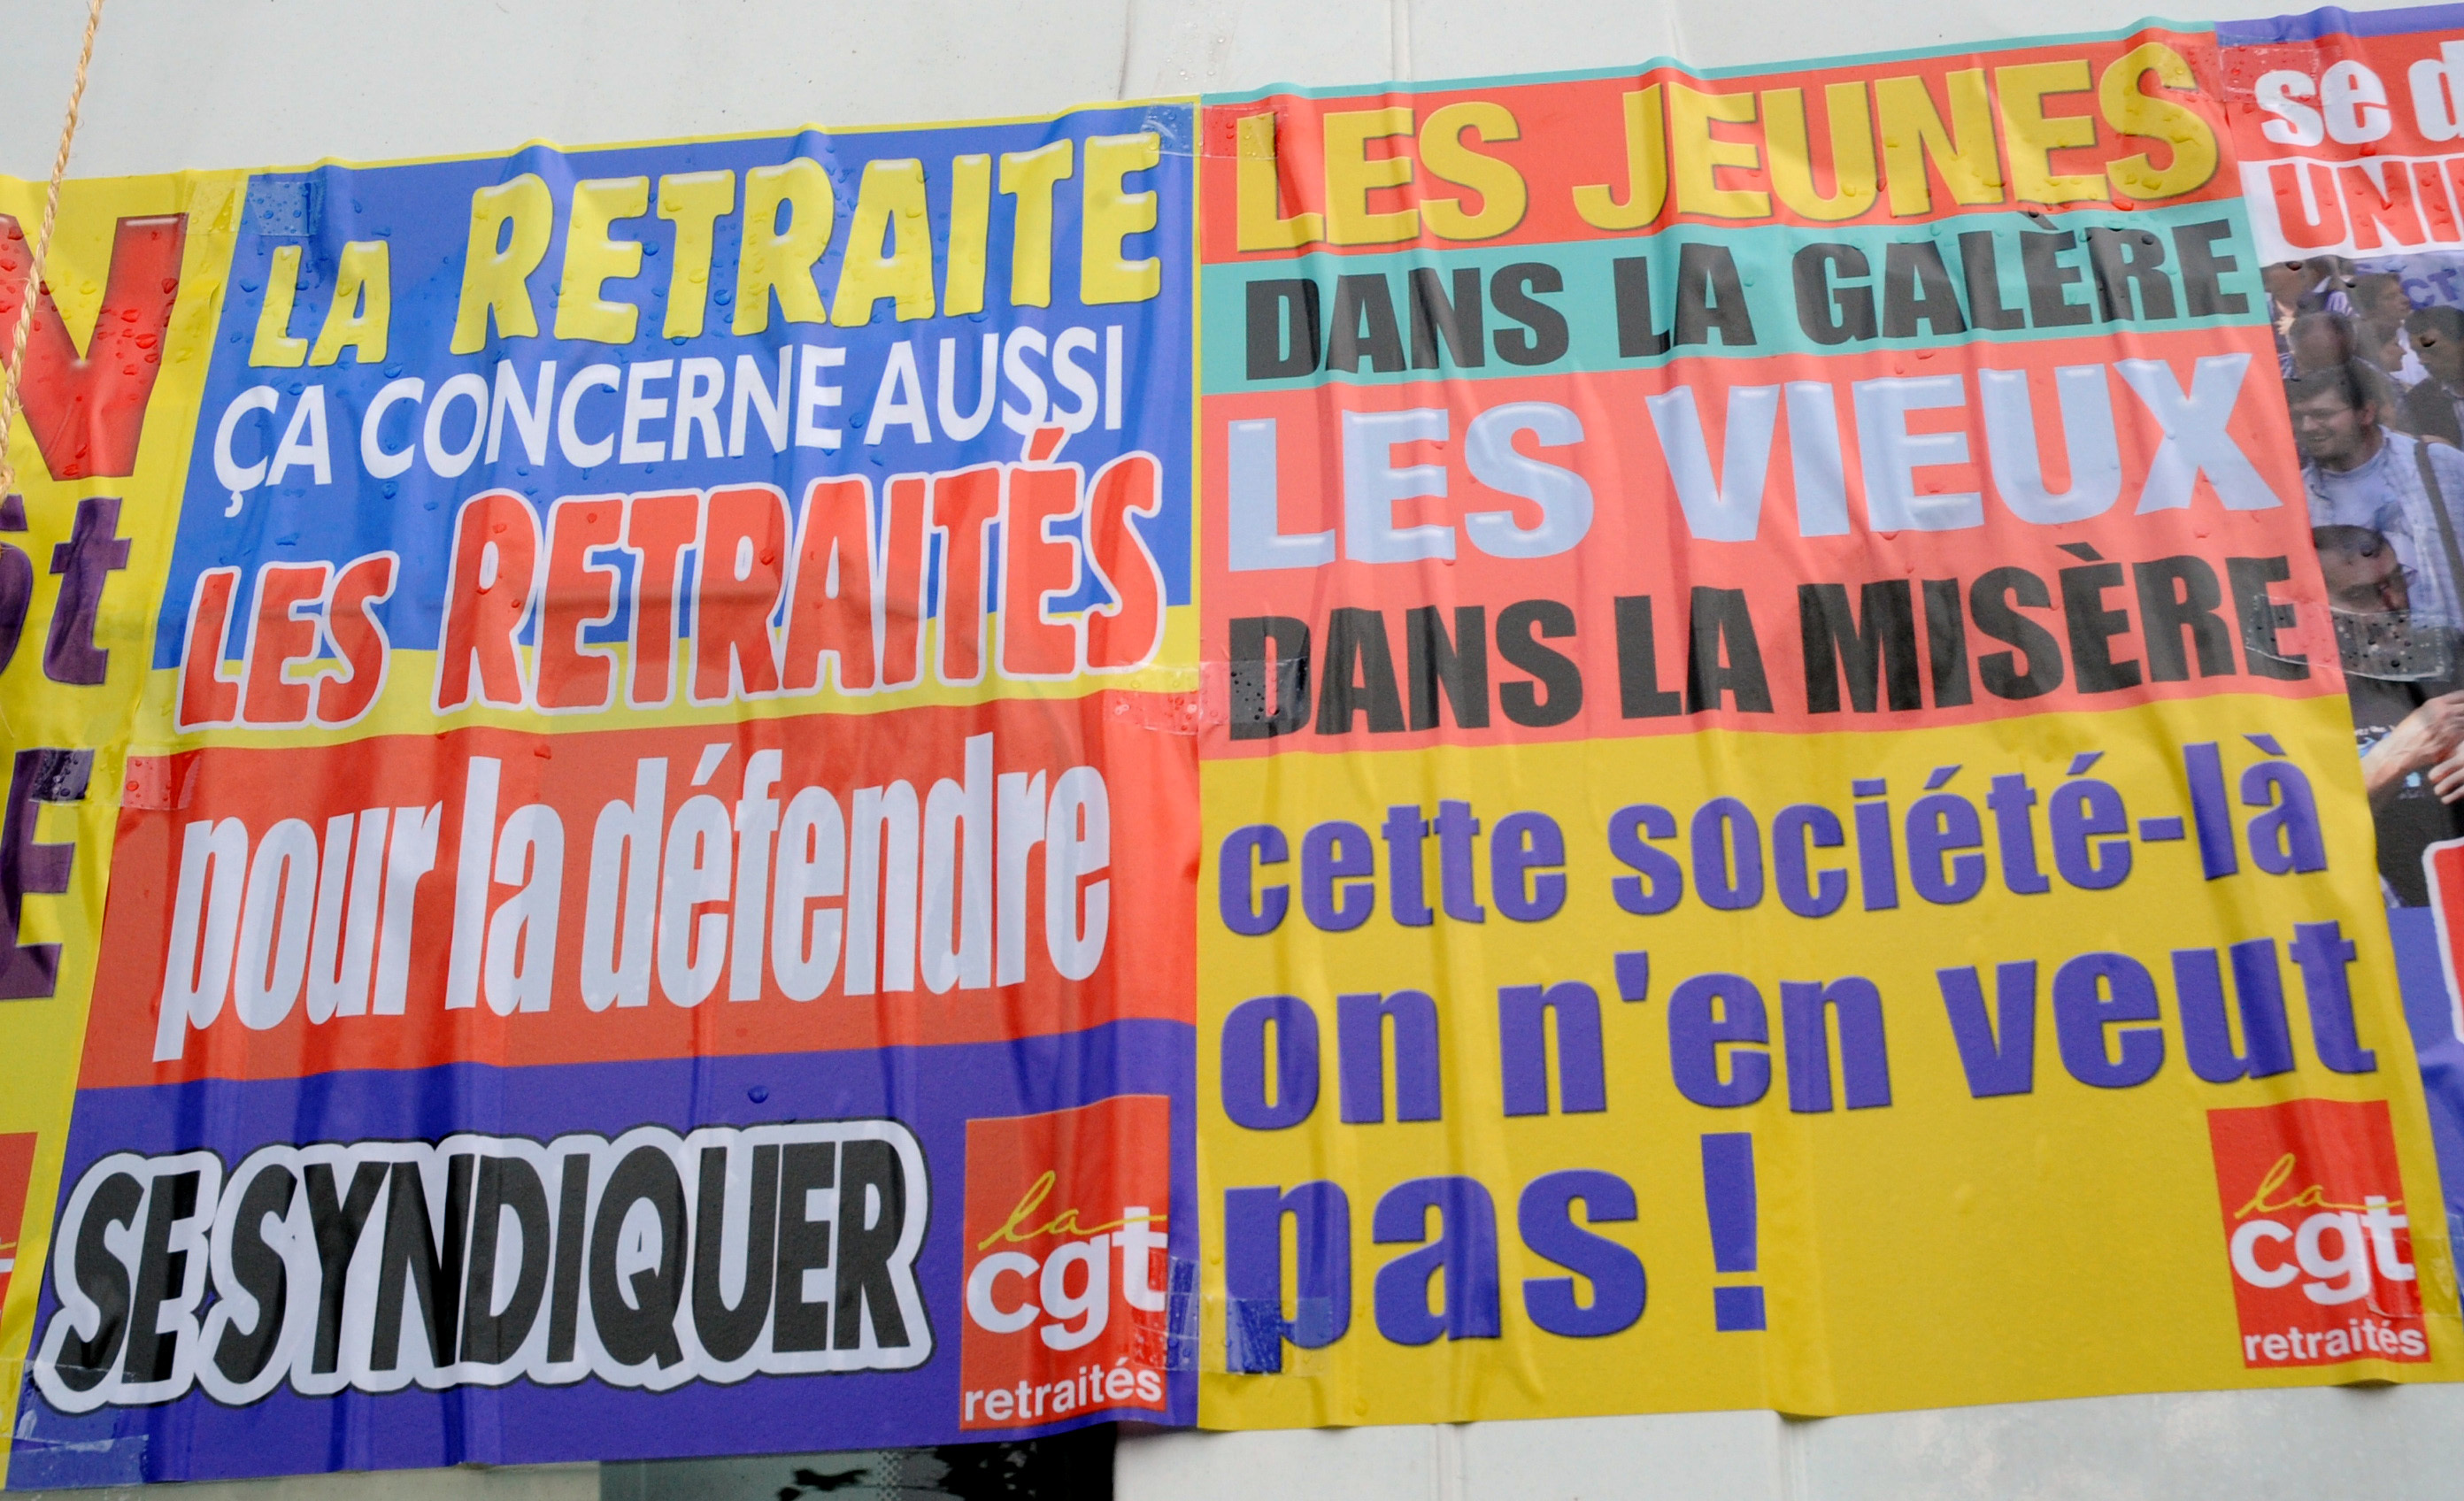 LA RETRAITE
ÇA CONCERNE AUSSI
LES RETRAITÉS
pour la défendre
SE SYNDIQUER
la
cgt
retraités
LES JEUNES
DANS LA GALÈRE
LES VIEUX
DANS LA MISÈRE
cette société-là
on n'en veut
pas !
la
cgt
retraités
se